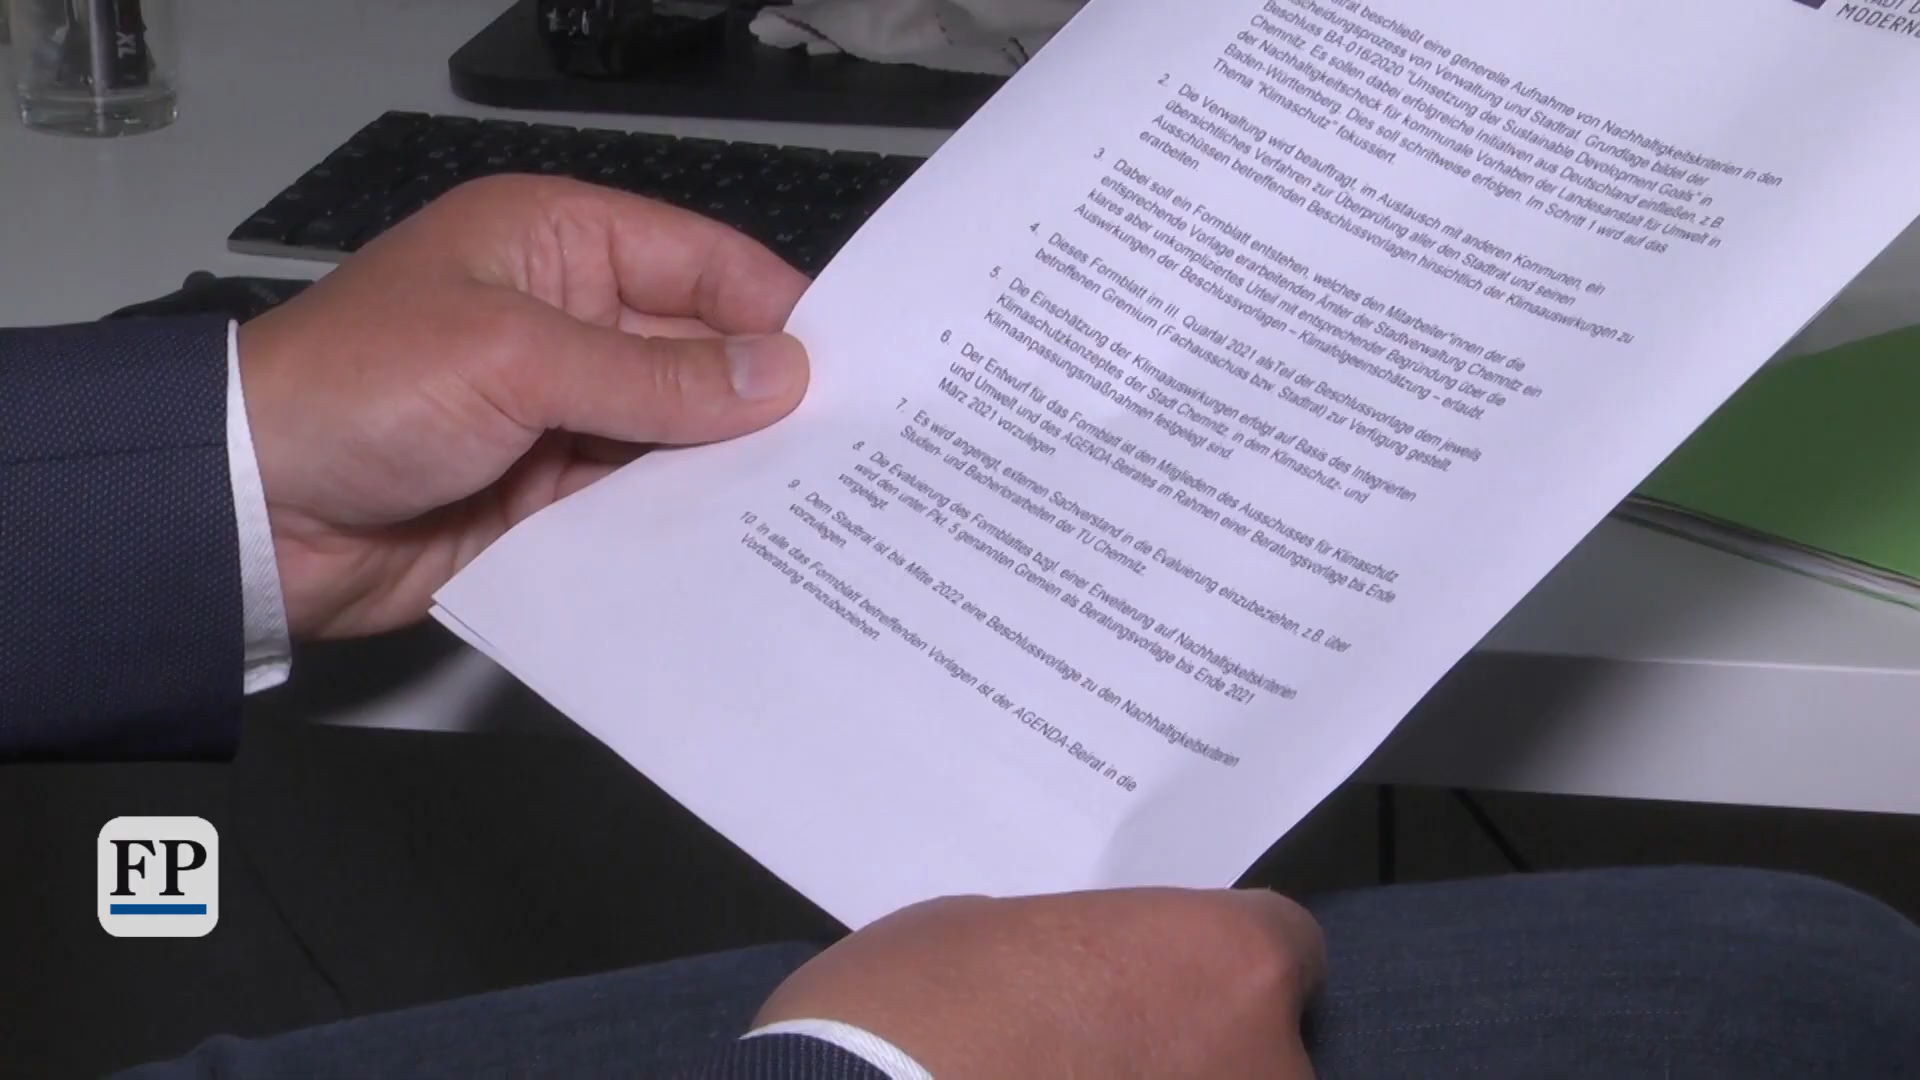 XL
STADT DER
MODERNE
beschließt eine generelle Aufnahme von Nachhaltigkeitskriterien in den
Entscheidungsprozess von Verwaltung und Stadtrat. Grundlage bildet der
Beschluss BA-016/2020 "Umsetzung der Sustainable Devolopment Goals" in
Chemnitz. Es sollen dabei erfolgreiche Initiativen aus Deutschland einfließen, z.B.
der Nachhaltigkeitscheck für kommunale Vorhaben der Landesanstalt für Umwelt in
Baden-Württemberg. Dies soll schrittweise erfolgen. Im Schritt 1 wird auf das
Thema "Klimaschutz" fokussiert.
2. Die Verwaltung wird beauftragt, im Austausch mit anderen Kommunen, ein
übersichtliches Verfahren zur Überprüfung aller den Stadtrat und seinen
Ausschüssen betreffenden Beschlussvorlagen hinsichtlich der Klimaauswirkungen zu
erarbeiten.
3. Dabei soll ein Formblatt entstehen, welches den Mitarbeiter*innen der die
entsprechende Vorlage erarbeitenden Ämter der Stadtverwaltung Chemnitz ein
klares aber unkompliziertes Urteil mit entsprechender Begründung über die
Auswirkungen der Beschlussvorlagen – Klimafolgeeinschätzung – erlaubt.
4. Dieses Formblatt im III. Quartal 2021 als Teil der Beschlussvorlage dem jeweils
betroffenen Gremium (Fachausschuss bzw. Stadtrat) zur Verfügung gestellt.
5. Die Einschätzung der Klimaauswirkungen erfolgt auf Basis des Integrierten
Klimaschutzkonzeptes der Stadt Chemnitz, in dem Klimaschutz- und
Klimaanpassungsmaßnahmen festgelegt sind.
6. Der Entwurf für das Formblatt ist den Mitgliedern des Ausschusses für Klimaschutz
und Umwelt und des AGENDA-Beirates im Rahmen einer Beratungsvorlage bis Ende
März 2021 vorzulegen.
7. Es wird angeregt, externen Sachverstand in die Evaluierung einzubeziehen, z.B. über
Studien- und Bachelorarbeiten der TU Chemnitz.
8. Die Evaluierung des Formblattes bzgl. einer Erweiterung auf Nachhaltigkeitskriterien
wird den unter Pkt. 5 genannten Gremien als Beratungsvorlage bis Ende 2021
vorgelegt.
9. Dem Stadtrat ist bis Mitte 2022 eine Beschlussvorlage zu den Nachhaltigkeitskriterien
vorzulegen.
10. In alle das Formblatt betreffenden Vorlagen ist der AGENDA-Beirat in die
Vorberatung einzubeziehen.
FP